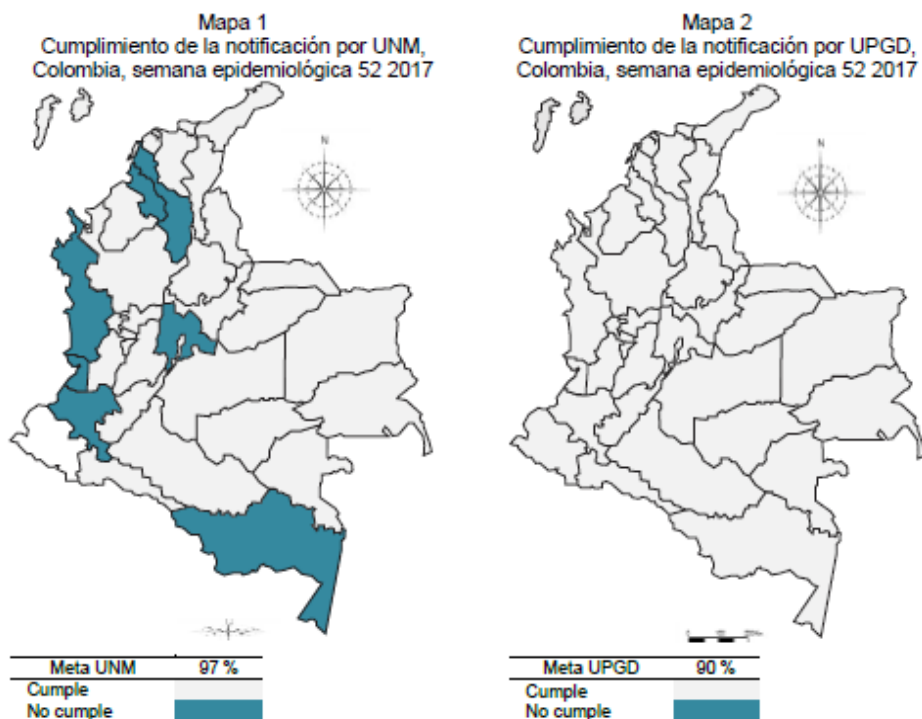 Mapa 1
Cumplimiento de la notificación por UNM,
Colombia, semana epidemiológica 52 2017
N
Meta UNM 97 %
Cumple
No cumple
Mapa 2
Cumplimiento de la notificación por UPGD,
Colombia, semana epidemiológica 52 2017
N
Meta UPGD 90 %
Cumple
No cumple